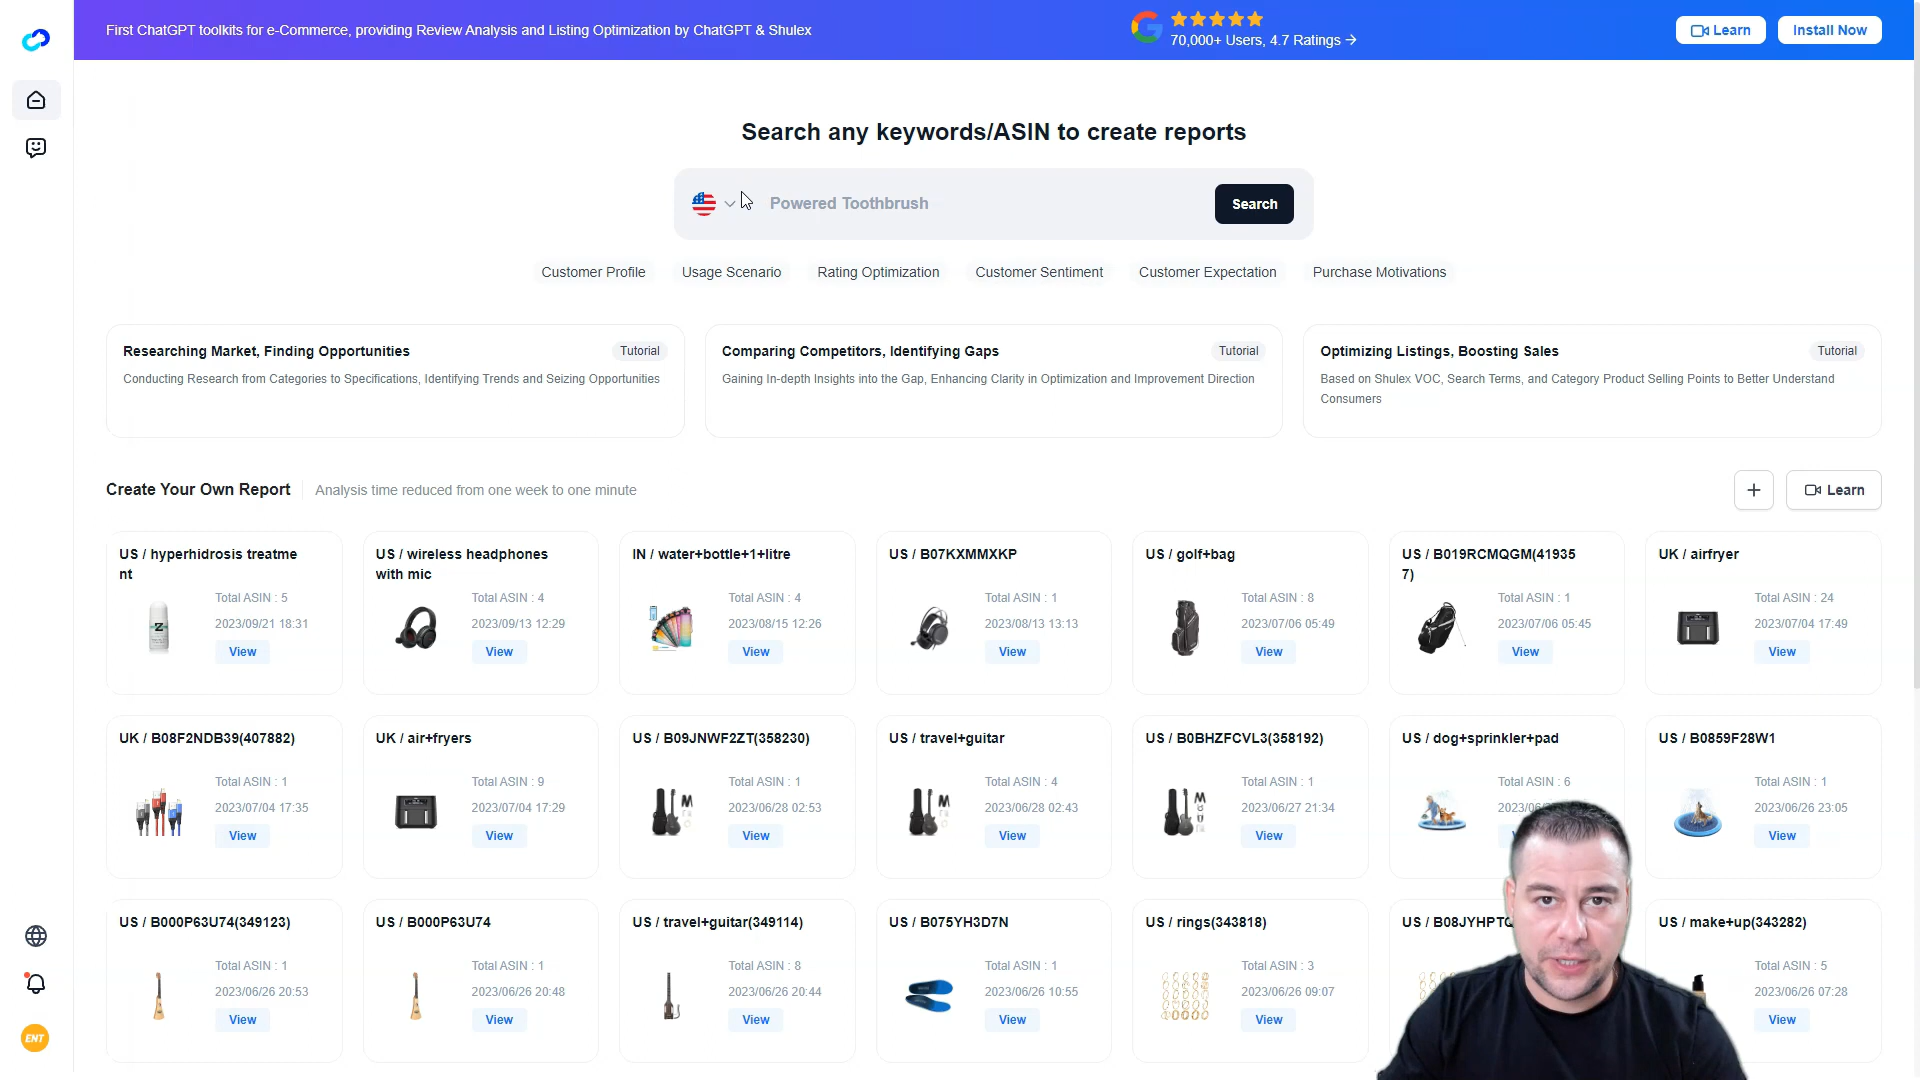 First ChatGPT toolkits for e-Commerce, providing Review Analysis and Listing Optimization by ChatGPT & Shulex
70,000+ Users, 4.7 Ratings →
Learn
Install Now
Search any keywords/ASIN to create reports
Powered Toothbrush
Search
Customer Profile
Usage Scenario
Rating Optimization
Customer Sentiment
Customer Expectation
Purchase Motivations
Researching Market, Finding Opportunities
Tutorial
Conducting Research from Categories to Specifications, Identifying Trends and Seizing Opportunities
Comparing Competitors, Identifying Gaps
Tutorial
Gaining In-depth Insights into the Gap, Enhancing Clarity in Optimization and Improvement Direction
Optimizing Listings, Boosting Sales
Tutorial
Based on Shulex VOC, Search Terms, and Category Product Selling Points to Better Understand
Consumers
Create Your Own Report
Analysis time reduced from one week to one minute
+
Learn
US / hyperhidrosis treatme
nt
Total ASIN : 5
2023/09/21 18:31
View
US / wireless headphones
with mic
Total ASIN : 4
2023/09/13 12:29
View
IN / water+bottle+1+litre
Total ASIN : 4
2023/08/15 12:26
View
US / B07KXMMXKP
Total ASIN : 1
2023/08/13 13:13
View
US / golf+bag
Total ASIN : 8
2023/07/06 05:49
View
US / B019RCMQGM(41935
7)
Total ASIN : 1
2023/07/06 05:45
View
UK / airfryer
Total ASIN : 24
2023/07/04 17:49
View
UK / B08F2NDB39(407882)
Total ASIN : 1
2023/07/04 17:35
View
UK / air+fryers
Total ASIN : 9
2023/07/04 17:29
View
US / B09JNWF2ZT(358230)
Total ASIN : 1
2023/06/28 02:53
View
US / travel+guitar
Total ASIN : 4
2023/06/28 02:43
View
US / B0BHZFCVL3(358192)
Total ASIN : 1
2023/06/27 21:34
View
US / dog+sprinkler+pad
Total ASIN : 6
US / B0859F28W1
Total ASIN : 1
2023/06/26 23:05
View
US / B000P63U74(349123)
Total ASIN : 1
2023/06/26 20:53
View
US / B000P63U74
Total ASIN : 1
2023/06/26 20:48
View
US / travel+guitar(349114)
Total ASIN : 8
2023/06/26 20:44
View
US / B075YH3D7N
Total ASIN : 1
2023/06/26 10:55
View
US / rings(343818)
Total ASIN : 3
2023/06/26 09:07
View
US /
US / make+up(343282)
Total ASIN : 5
2023/06/26 07:28
View
ENT